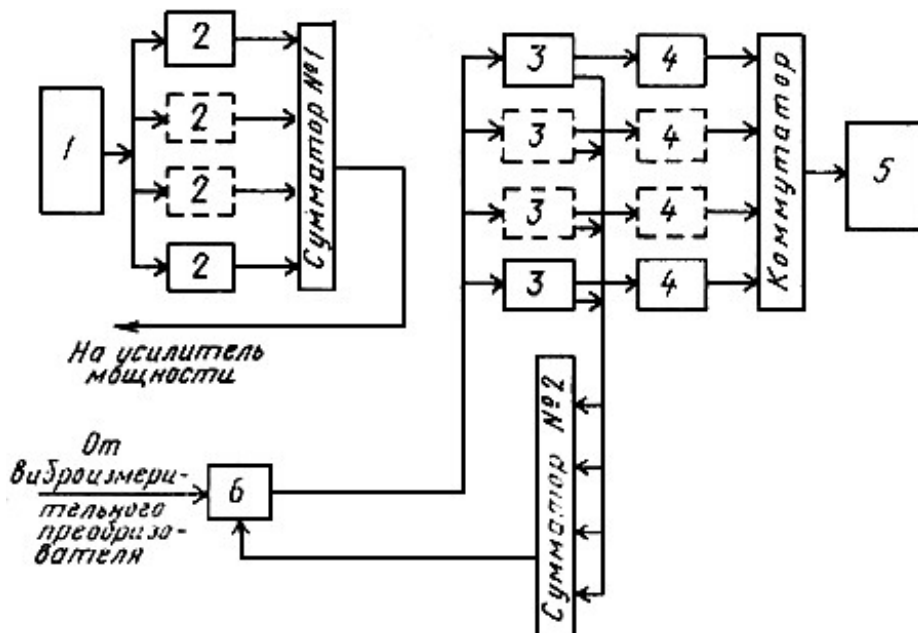 1
2
2
2
2
Сумматор №1
На усилитель
мощности
3
3
3
3
4
4
4
4
Коммутатор
5
От
виброизмери-
тельного
преобразо-
вателя
6
Сумматор №2